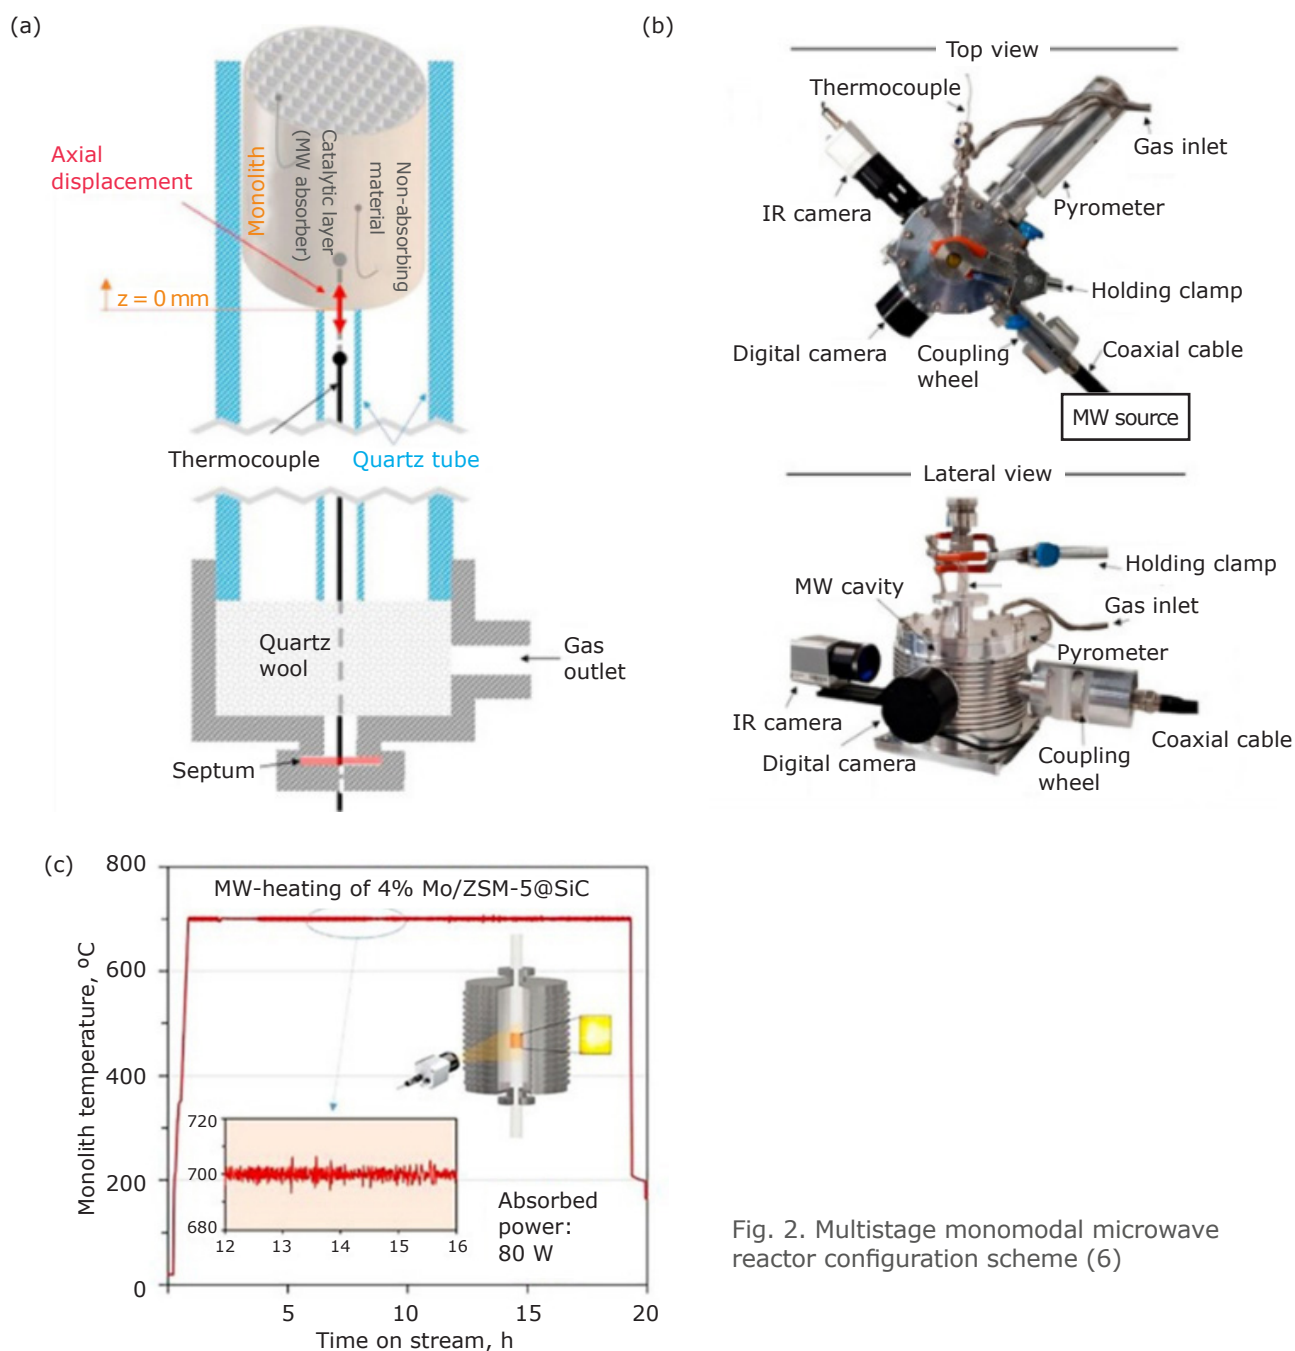 (a)
Axial
displacement
Monolith
Catalytic layer
(MW absorber)
Non-absorbing
material
z = 0 mm
Thermocouple
Quartz tube
Quartz
wool
Gas
outlet
Septum
(b)
Top view
Thermocouple
Gas inlet
IR camera
Pyrometer
Holding clamp
Digital camera
Coupling
wheel
Coaxial cable
MW source
Lateral view
Holding clamp
MW cavity
Gas inlet
Pyrometer
IR camera
Digital camera
Coupling
wheel
Coaxial cable
(c)
800
600
400
200
0
Monolith temperature, ºC
MW-heating of 4% Mo/ZSM-5@SiC
720
700
680
12 13 14 15 16
Absorbed
power:
80 W
5 10 15 20
Time on stream, h
Fig. 2. Multistage monomodal microwave
reactor configuration scheme (6)